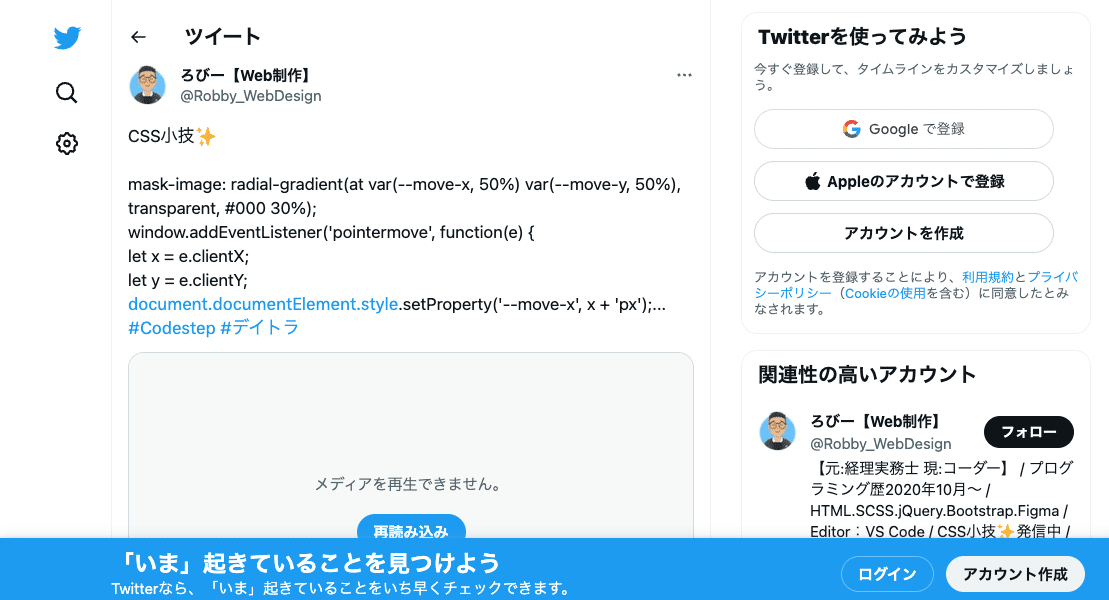 ツイート
ろびー【Web制作】
@Robby_WebDesign
CSS小技✨
mask-image: radial-gradient(at var(--move-x, 50%) var(--move-y, 50%),
transparent, #000 30%);
window.addEventListener('pointermove', function(e) {
let x = e.clientX;
let y = e.clientY;
document.documentElement.style.setProperty('--move-x', x + 'px');...
#Codestep #デイトラ
メディアを再生できません。
再読み込み
Twitterを使ってみよう
今すぐ登録して、タイムラインをカスタマイズしましょ
う。
Google で登録
Appleのアカウントで登録
アカウントを作成
アカウントを登録することにより、利用規約とプライバ
シーポリシー（Cookieの使用を含む）に同意したとみ
なされます。
関連性の高いアカウント
ろびー【Web制作】
@Robby_WebDesign
フォロー
【元:経理実務士 現:コーダー】 / プログ
ラミング歴2020年10月〜 /
HTML.SCSS.jQuery.Bootstrap.Figma /
Editor：VS Code / CSS小技✨発信中 /
「いま」起きていることを見つけよう
Twitterなら、「いま」起きていることをいち早くチェックできます。
ログイン
アカウント作成